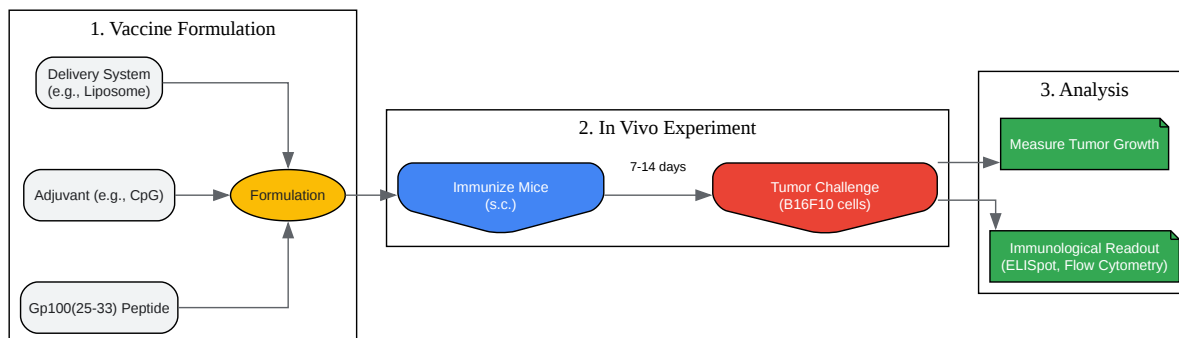 1. Vaccine Formulation
Delivery System
(e.g., Liposome)
Adjuvant (e.g., CpG)
Gp100(25-33) Peptide
Formulation
2. In Vivo Experiment
Immunize Mice
(s.c.)
7-14 days
Tumor Challenge
(B16F10 cells)
3. Analysis
Measure Tumor Growth
Immunological Readout
(ELISpot, Flow Cytometry)